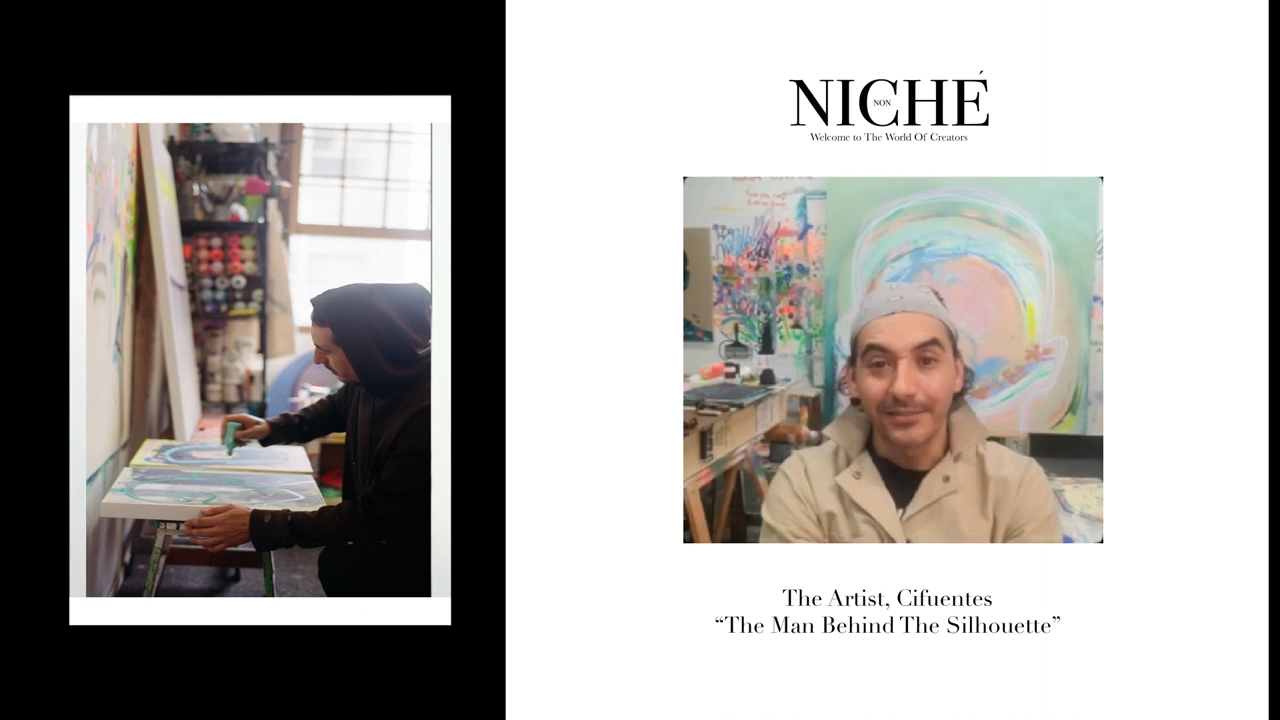 NICHÉ
NON
Welcome to The World Of Creators
The Artist, Cifuentes
“The Man Behind The Silhouette”